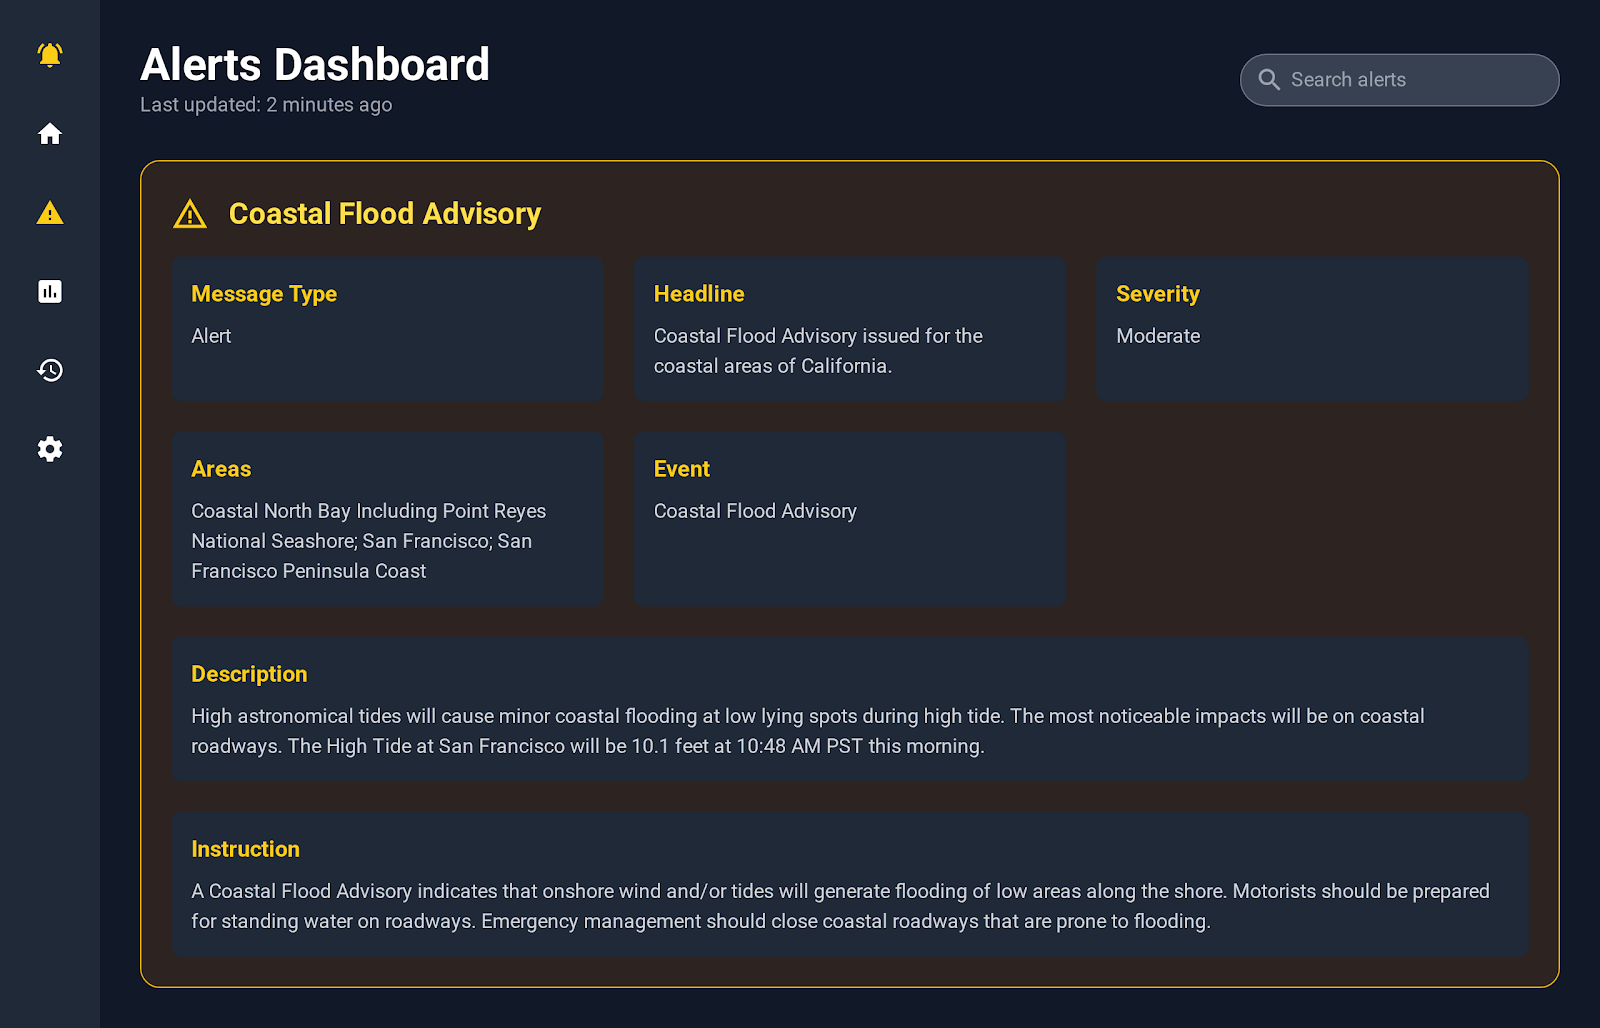 Alerts Dashboard
Last updated: 2 minutes ago
Search alerts
Coastal Flood Advisory
Message Type
Alert
Headline
Coastal Flood Advisory issued for the
coastal areas of California.
Severity
Moderate
Areas
Coastal North Bay Including Point Reyes
National Seashore; San Francisco; San
Francisco Peninsula Coast
Event
Coastal Flood Advisory
Description
High astronomical tides will cause minor coastal flooding at low lying spots during high tide. The most noticeable impacts will be on coastal
roadways. The High Tide at San Francisco will be 10.1 feet at 10:48 AM PST this morning.
Instruction
A Coastal Flood Advisory indicates that onshore wind and/or tides will generate flooding of low areas along the shore. Motorists should be prepared
for standing water on roadways. Emergency management should close coastal roadways that are prone to flooding.